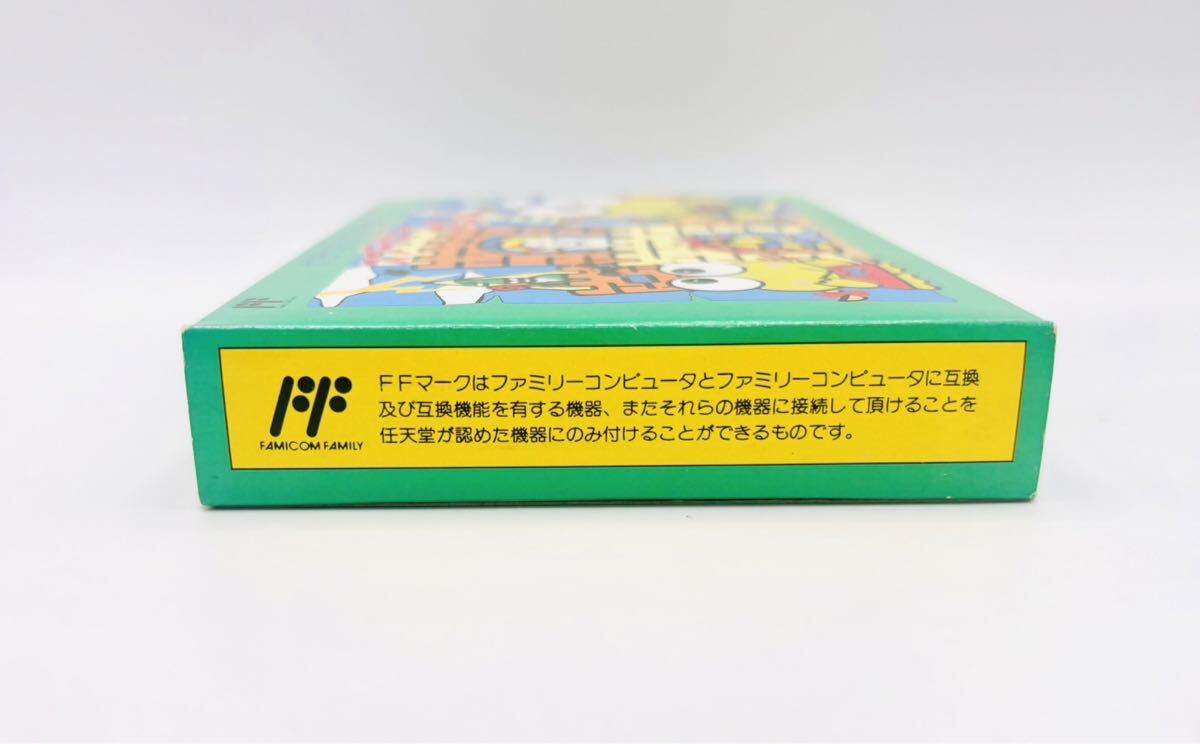 FF
FAMICOM FAMILY
FFマークはファミリーコンピュータとファミリーコンピュータに互換
及び互換機能を有する機器、またそれらの機器に接続して頂けることを
任天堂が認めた機器にのみ付けることができるものです。